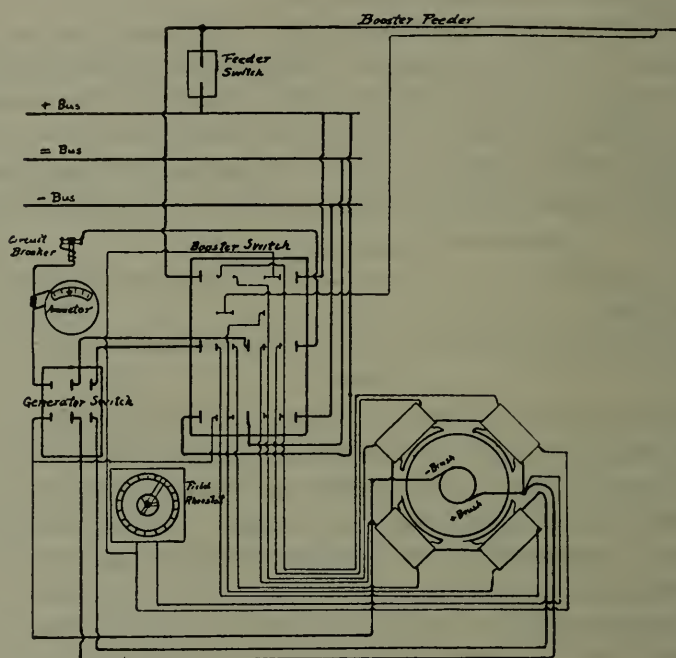 Booster Feeder
Feeder
Switch
+ Bus
= Bus
- Bus
Circuit
Breaker
Booster Switch
Ammeter
Generator Switch
Field
Rheostat
- Brush
+ Brush